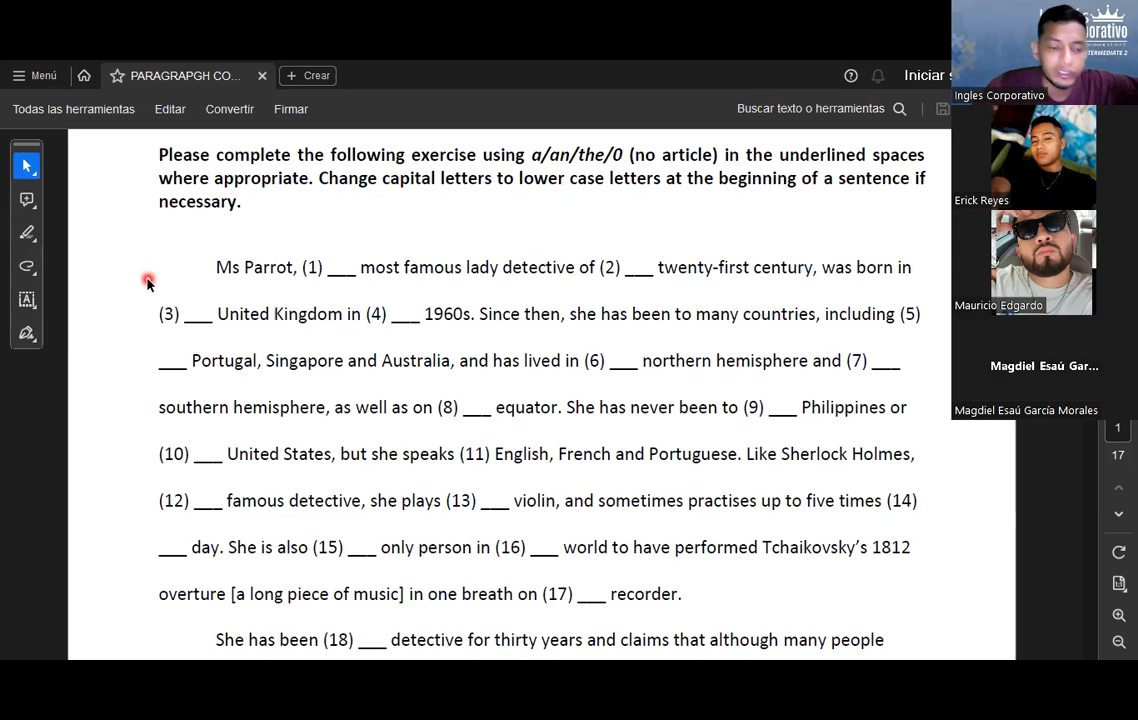 Menú
PARAGRAPGH CO...
Crear
Iniciar s
Todas las herramientas
Editar
Convertir
Firmar
Buscar texto o herramientas
Please complete the following exercise using a/an/the/0 (no article) in the underlined spaces
where appropriate. Change capital letters to lower case letters at the beginning of a sentence if
necessary.
Ms Parrot, (1) ___ most famous lady detective of (2) ___ twenty-first century, was born in
(3) ___ United Kingdom in (4) ___ 1960s. Since then, she has been to many countries, including (5)
___ Portugal, Singapore and Australia, and has lived in (6) ___ northern hemisphere and (7) ___
southern hemisphere, as well as on (8) ___ equator. She has never been to (9) ___ Philippines or
(10) ___ United States, but she speaks (11) English, French and Portuguese. Like Sherlock Holmes,
(12) ___ famous detective, she plays (13) ___ violin, and sometimes practises up to five times (14)
___ day. She is also (15) ___ only person in (16) ___ world to have performed Tchaikovsky's 1812
overture [a long piece of music] in one breath on (17) ___ recorder.
She has been (18) ___ detective for thirty years and claims that although many people
Ingles Corporativo
Erick Reyes
Mauricio Edgardo
Magdiel Esaú Gar...
Magdiel Esaú García Morales
1
17